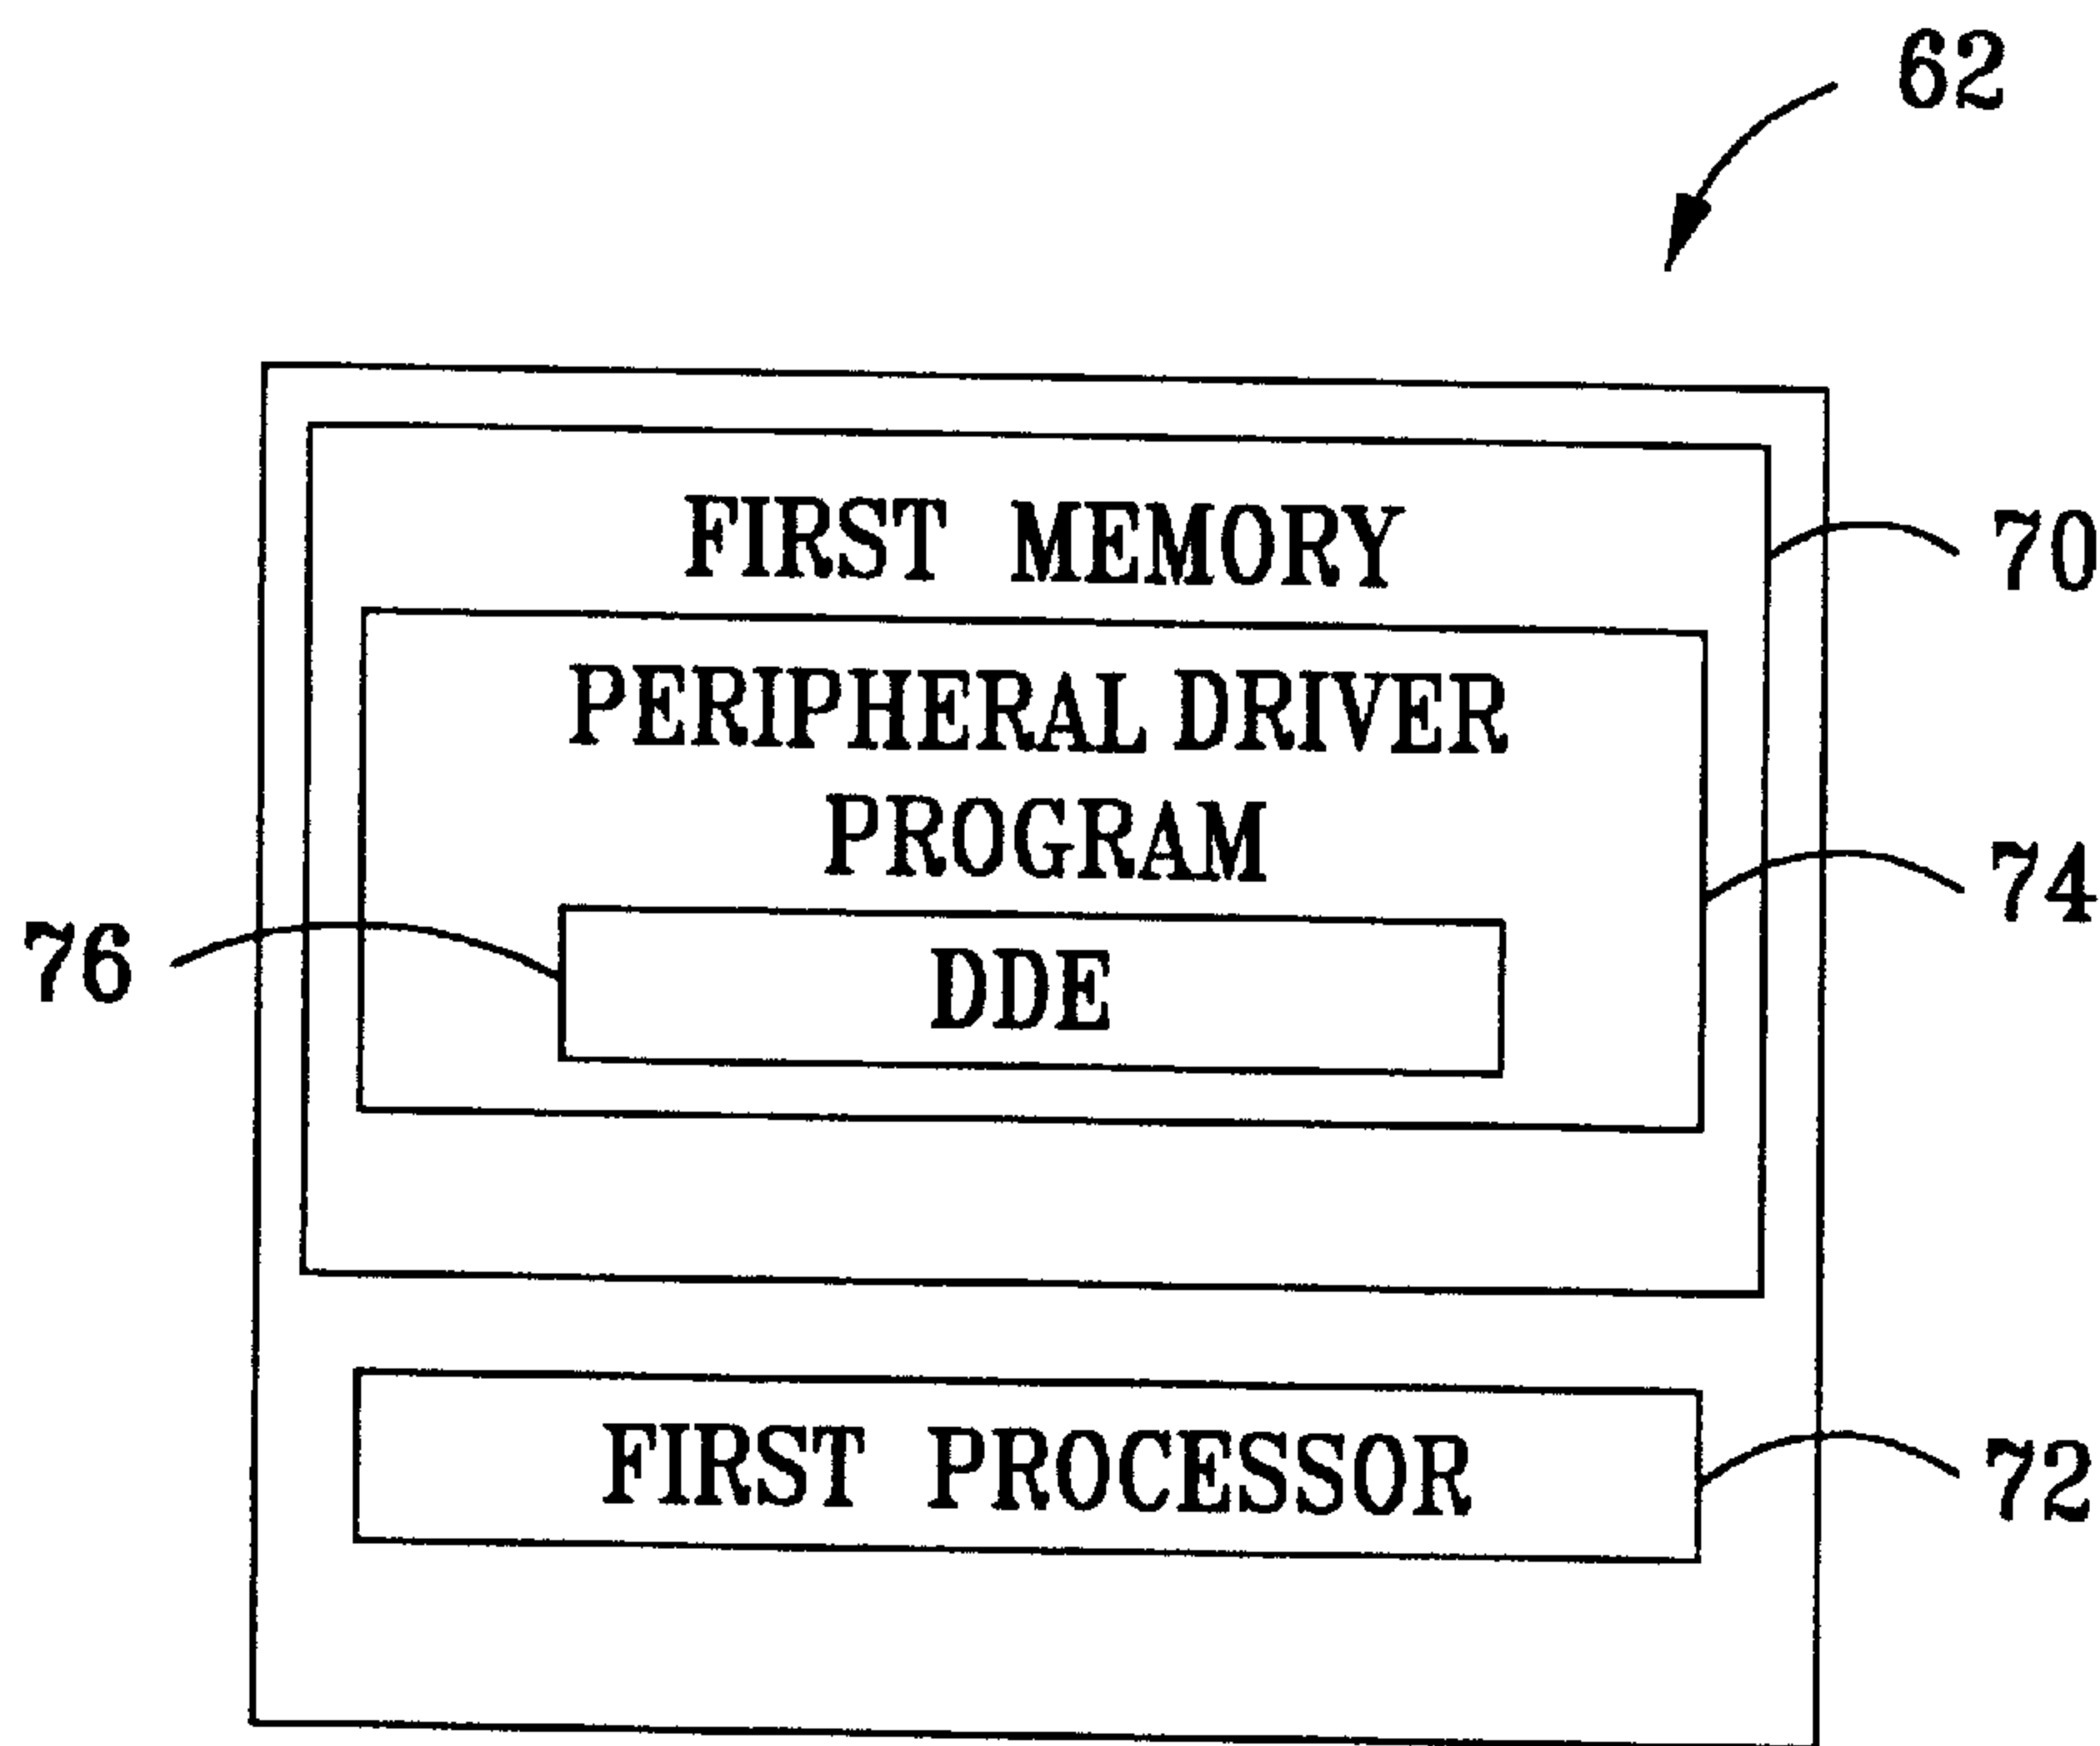 62
FIRST MEMORY
70
PERIPHERAL DRIVER
PROGRAM
74
76
DDE
FIRST PROCESSOR
72